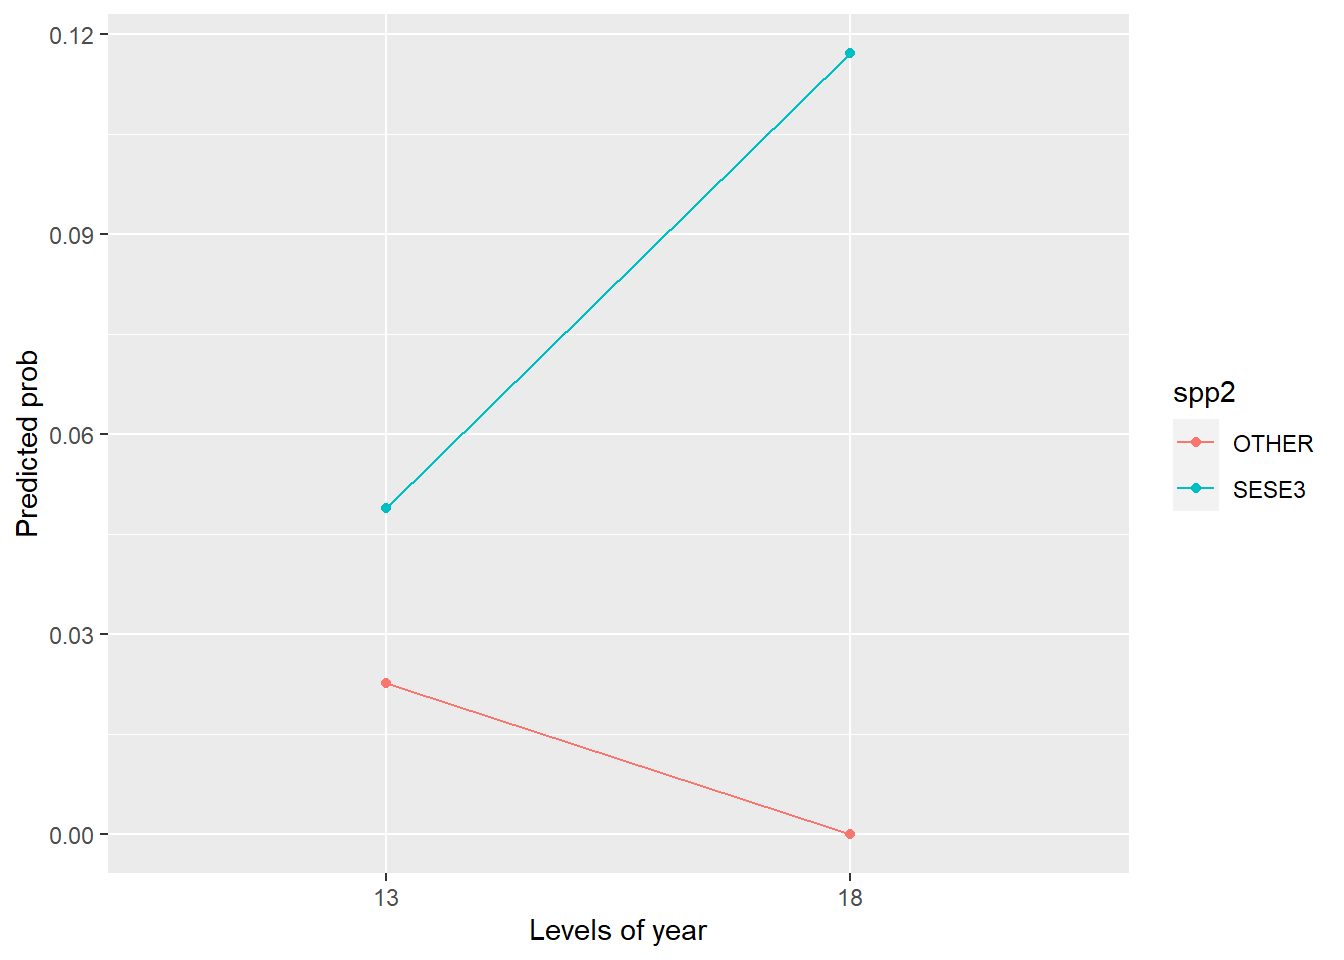 0.12
0.09
0.06
0.03
0.00
Predicted prob
13
18
Levels of year
spp2
OTHER
SESE3